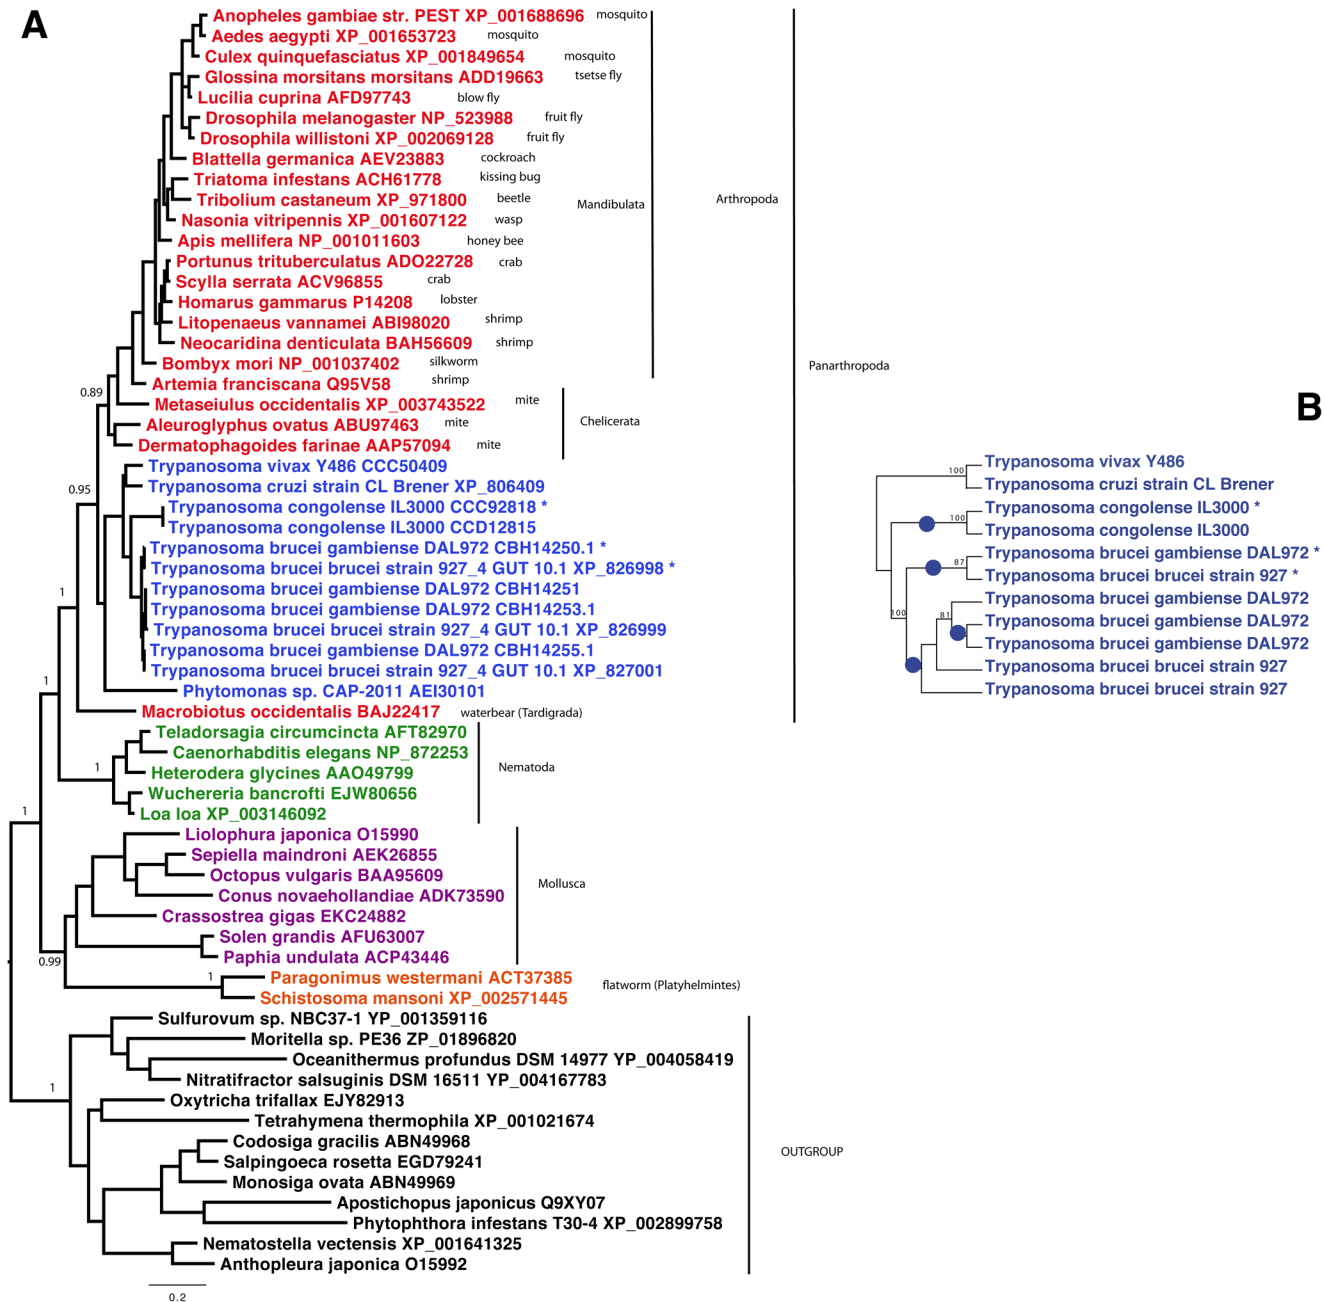 A
Anopheles gambiae str. PEST XP_001688696 mosquito
Aedes aegypti XP_001653723 mosquito
Culex quinquefasciatus XP_001849654 mosquito
Glossina morsitans morsitans ADD19663 tsetse fly
Lucilia cuprina AFD97743 blow fly
Drosophila melanogaster NP_523988 fruit fly
Drosophila willistoni XP_002069128 fruit fly
Blattella germanica AEV23883 cockroach
Triatoma infestans ACH61778 kissing bug
Tribolium castaneum XP_971800 beetle
Mandibulata
Arthropoda
Nasonia vitripennis XP_001607122 wasp
Apis mellifera NP_001011603 honey bee
Portunus trituberculatus ADO22728 crab
Scylla serrata ACV96855 crab
Homarus gammarus P14208 lobster
Litopenaeus vannamei ABI98020 shrimp
Neocaridina denticulata BAH56609 shrimp
Bombyx mori NP_001037402 silkworm
Panarthropoda
Artemia franciscana Q95V58 shrimp
0.89
Metaseiulus occidentalis XP_003743522 mite
Aleuroglyphus ovatus ABU97463 mite
Chelicerata
Dermatophagoides farinae AAP57094 mite
Trypanosoma vivax Y486 CCC50409
0.95
Trypanosoma cruzi strain CL Brener XP_806409
Trypanosoma congolense IL3000 CCC92818 *
Trypanosoma congolense IL3000 CCD12815
Trypanosoma brucei gambiense DAL972 CBH14250.1 *
Trypanosoma brucei brucei strain 927_4 GUT 10.1 XP_826998 *
Trypanosoma brucei gambiense DAL972 CBH14251
1
Trypanosoma brucei gambiense DAL972 CBH14253.1
Trypanosoma brucei brucei strain 927_4 GUT 10.1 XP_826999
Trypanosoma brucei gambiense DAL972 CBH14255.1
Trypanosoma brucei brucei strain 927_4 GUT 10.1 XP_827001
1
Phytomonas sp. CAP-2011 AEI30101
Macrobiotus occidentalis BAJ22417 waterbear (Tardigrada)
Teladorsagia circumcincta AFT82970
Caenorhabditis elegans NP_872253
1
Nematoda
Heterodera glycines AAO49799
Wuchereria bancrofti EJW80656
1
Loa loa XP_003146092
Liolophura japonica O15990
Sepiella maindroni AEK26855
Octopus vulgaris BAA95609
Mollusca
Conus novaehollandiae ADK73590
Crassostrea gigas EKC24882
Solen grandis AFU63007
Paphia undulata ACP43446
0.99
1
Paragonimus westermani ACT37385
flatworm (Platyhelmintes)
Schistosoma mansoni XP_002571445
Sulfurovum sp. NBC37-1 YP_001359116
Moritella sp. PE36 ZP_01896820
Oceanithermus profundus DSM 14977 YP_004058419
Nitratifractor salsuginis DSM 16511 YP_004167783
1
Oxytricha trifallax EJY82913
Tetrahymena thermophila XP_001021674
Codosiga gracilis ABN49968
OUTGROUP
Salpingoeca rosetta EGD79241
Monosiga ovata ABN49969
Apostichopus japonicus Q9XY07
Phytophthora infestans T30-4 XP_002899758
Nematostella vectensis XP_001641325
Anthopleura japonica O15992
0.2
B
Trypanosoma vivax Y486
100
Trypanosoma cruzi strain CL Brener
Trypanosoma congolense IL3000 *
100
Trypanosoma congolense IL3000
Trypanosoma brucei gambiense DAL972 *
87
Trypanosoma brucei brucei strain 927 *
Trypanosoma brucei gambiense DAL972
100
81
Trypanosoma brucei gambiense DAL972
Trypanosoma brucei gambiense DAL972
Trypanosoma brucei brucei strain 927
Trypanosoma brucei brucei strain 927